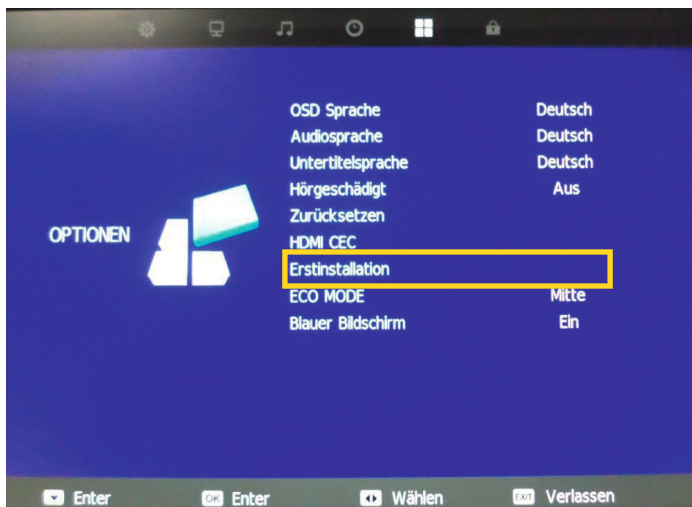 OSD Sprache Deutsch
Audiosprache Deutsch
Untertitelsprache Deutsch
Hörgeschädigt Aus
Zurücksetzen
OPTIONEN
HDMI CEC
Erstinstallation
ECO MODE Mitte
Blauer Bildschirm Ein
Enter OK Enter Wählen EXIT Verlassen